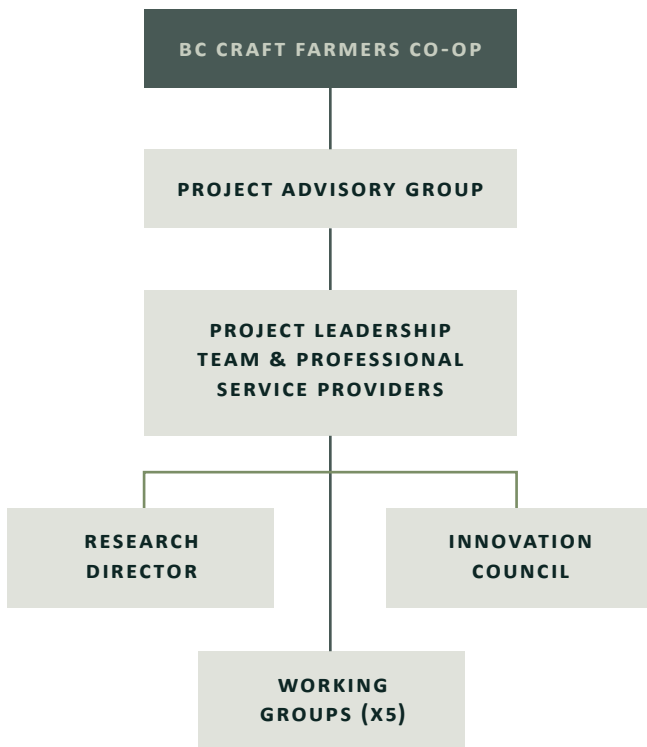 BC CRAFT FARMERS CO-OP
PROJECT ADVISORY GROUP
PROJECT LEADERSHIP
TEAM & PROFESSIONAL
SERVICE PROVIDERS
RESEARCH
DIRECTOR
INNOVATION
COUNCIL
WORKING
GROUPS (X5)